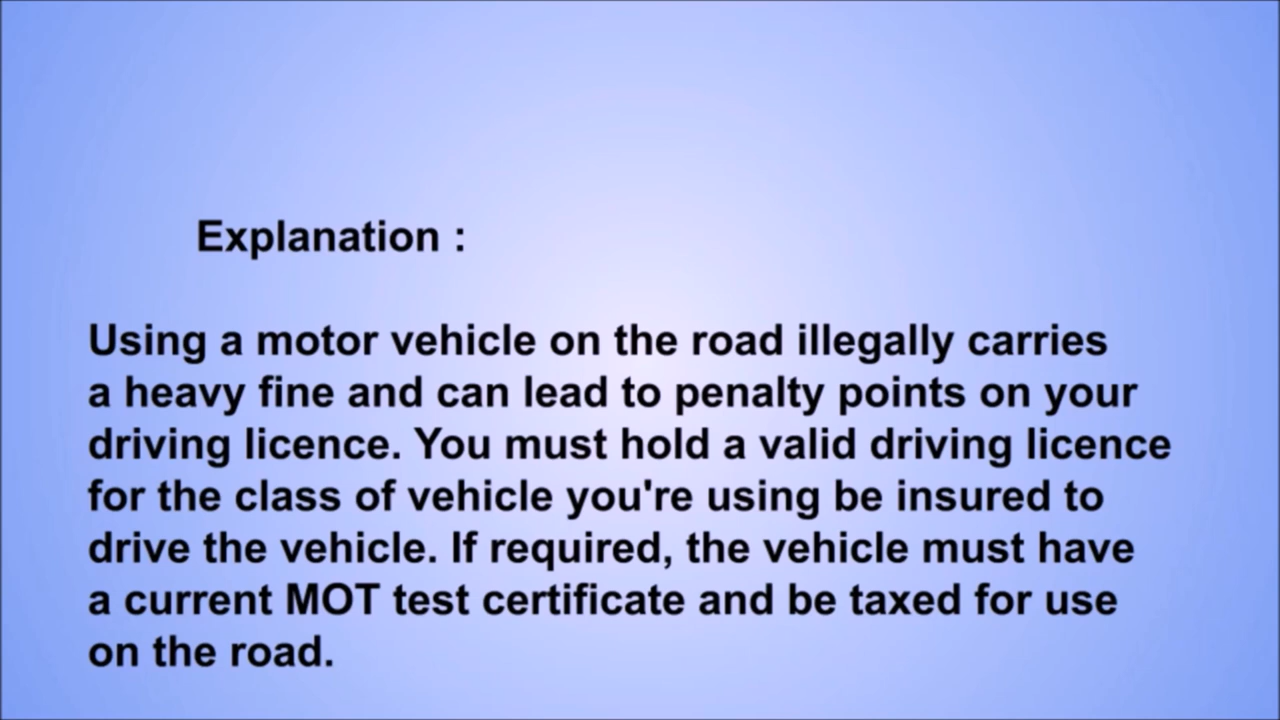 Explanation :
Using a motor vehicle on the road illegally carries
a heavy fine and can lead to penalty points on your
driving licence. You must hold a valid driving licence
for the class of vehicle you're using be insured to
drive the vehicle. If required, the vehicle must have
a current MOT test certificate and be taxed for use
on the road.